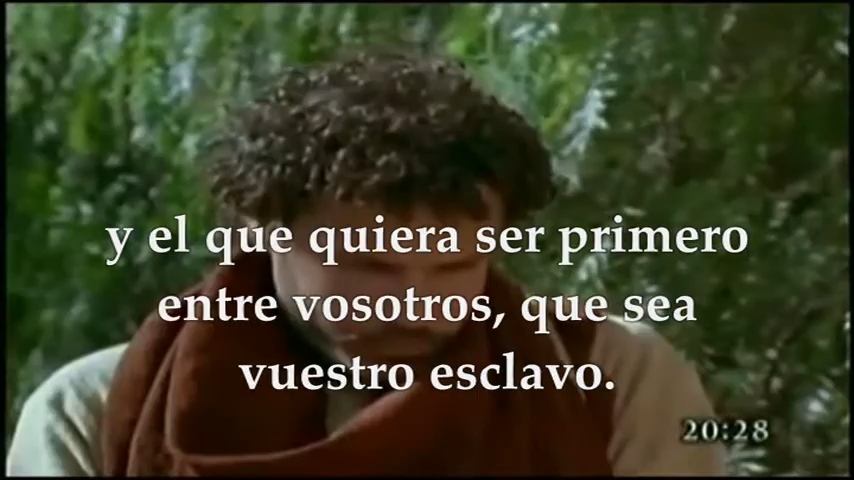 y el que quiera ser primero
entre vosotros, que sea
vuestro esclavo.
20:28